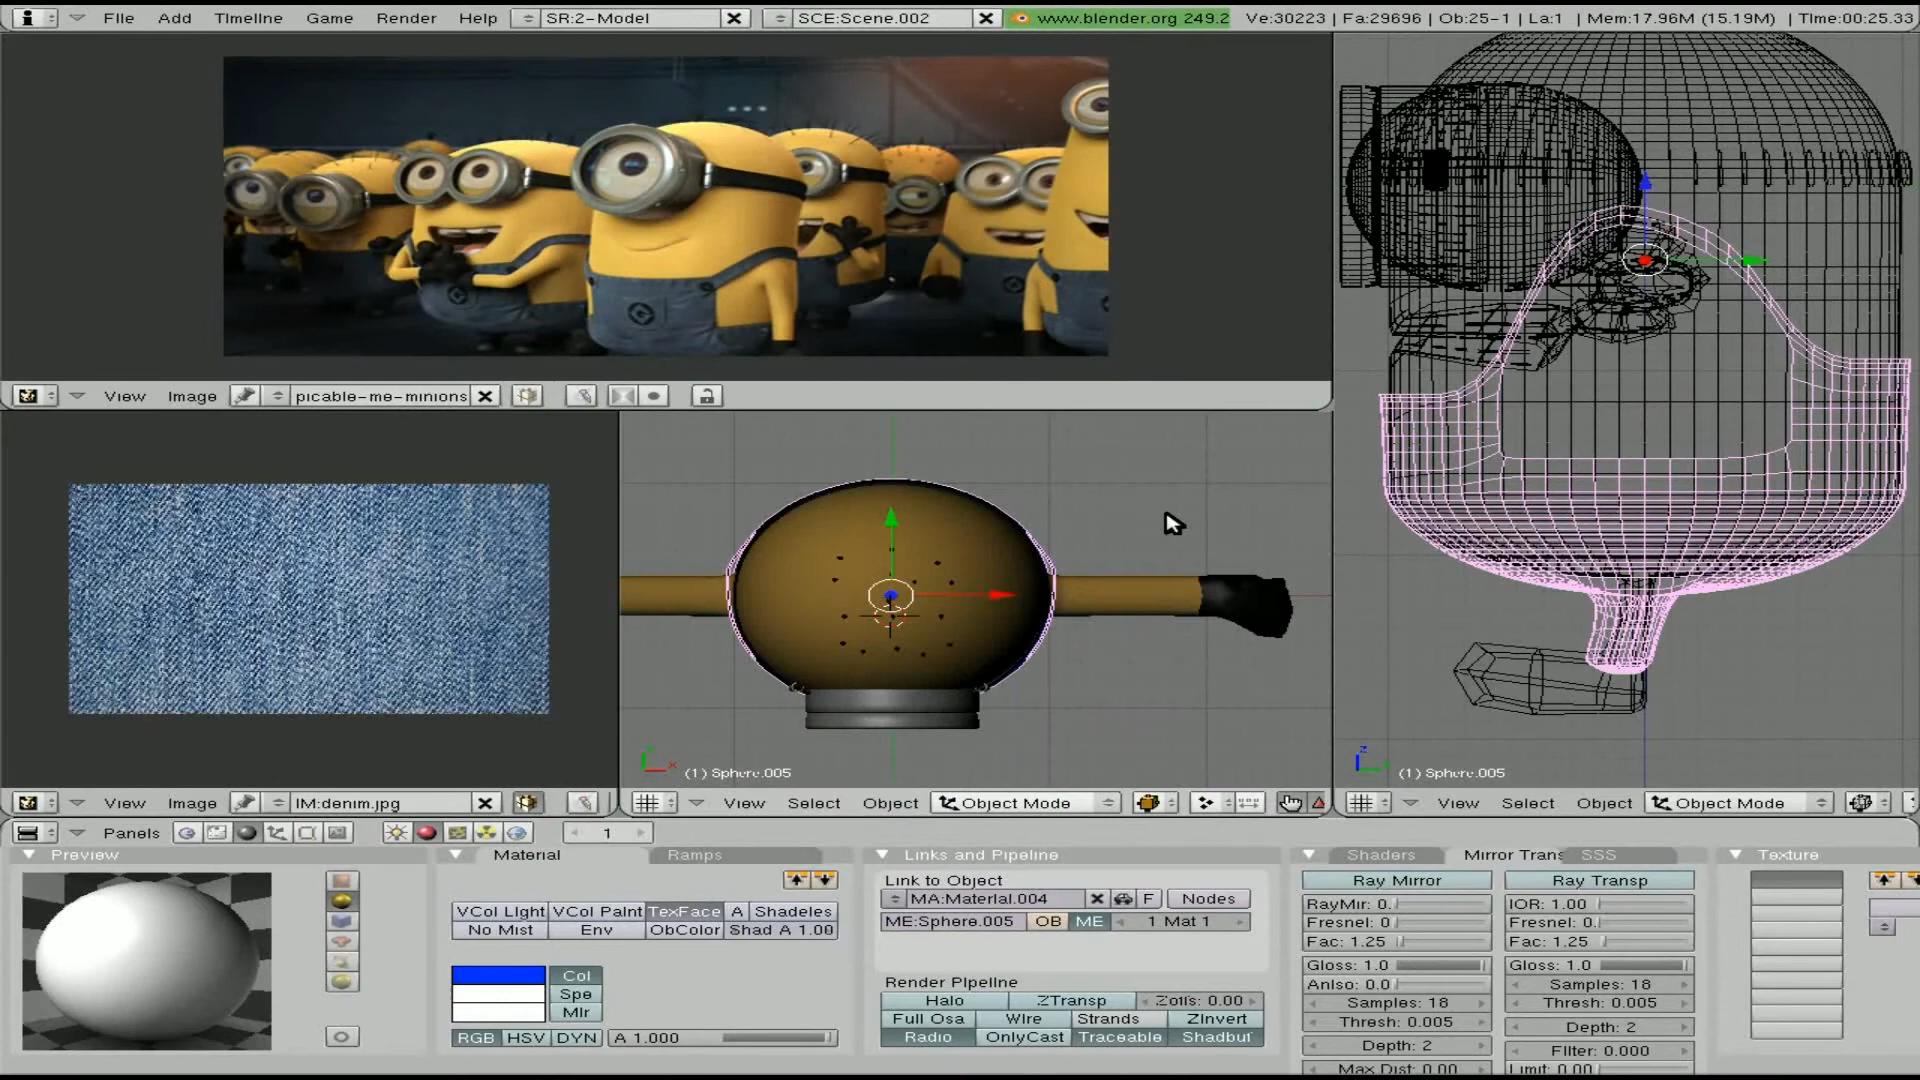 File Add Timeline Game Render Help SR:2-Model SCE:Scene.002 www.blender.org 249.2 Ve:30223 | Fa:29696 | Ob:25-1 | La:1 | Mem:17.96M (15.19M) | Time:00:25.33
View Image picable-me-minions
(1) Sphere.005
(1) Sphere.005
View Image IM:denim.jpg
View Select Object Object Mode
View Select Object Object Mode
Panels 1
Preview
Material Ramps
VCol Light VCol Paint TexFace A Shadeles
No Mist Env ObColor Shad A 1.00
Col
Spe
Mir
RGB HSV DYN A 1.000
Links and Pipeline
Link to Object
MA:Material.004 F Nodes
ME:Sphere.005 OB ME 1 Mat 1
Render Pipeline
Halo ZTransp Zoffs: 0.00
Full Osa Wire Strands ZInvert
Radio OnlyCast Traceable Shadbuf
Shaders Mirror Trans SSS
Ray Mirror Ray Transp
RayMir: 0. IOR: 1.00
Fresnel: 0. Fresnel: 0.
Fac: 1.25 Fac: 1.25
Gloss: 1.0 Gloss: 1.0
Aniso: 0.0 Samples: 18
Samples: 18 Thresh: 0.005
Thresh: 0.005 Depth: 2
Depth: 2 Filter: 0.000
Max Dist: 0.00 Limit: 0.00
Texture